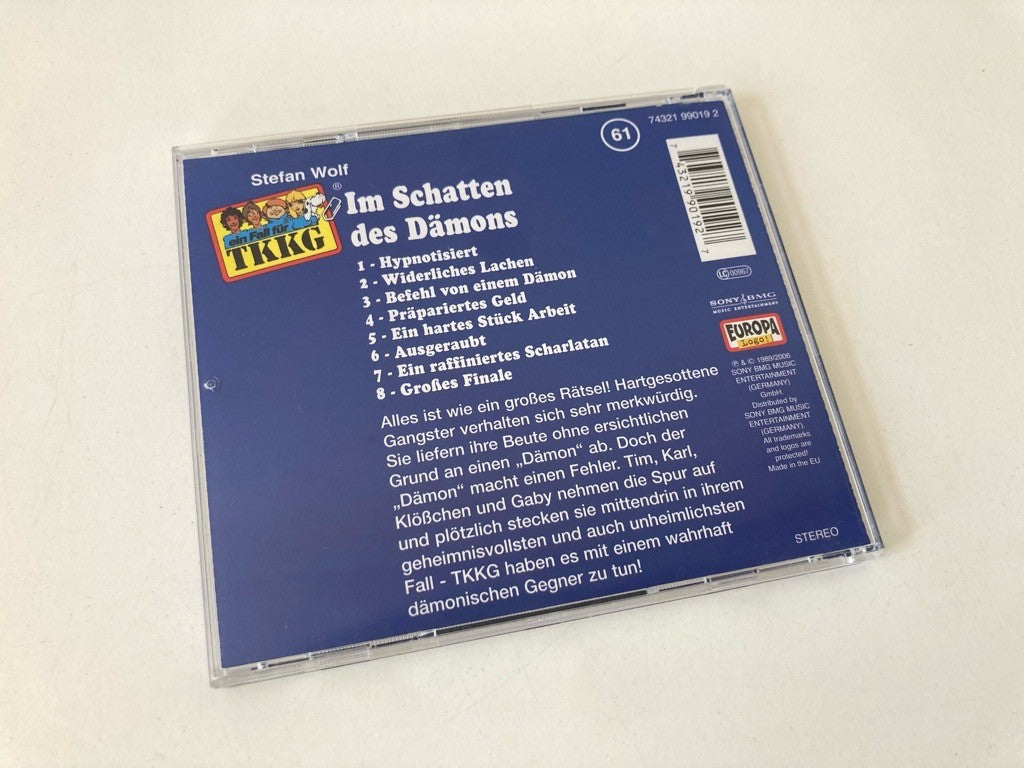 Stefan Wolf
ein Fall für
TKKG
®
Im Schatten
des Dämons
1 - Hypnotisiert
2 - Widerliches Lachen
3 - Befehl von einem Dämon
4 - Präpariertes Geld
5 - Ein hartes Stück Arbeit
6 - Ausgeraubt
7 - Ein raffiniertes Scharlatan
8 - Großes Finale
Alles ist wie ein großes Rätsel! Hartgesottene
Gangster verhalten sich sehr merkwürdig.
Sie liefern ihre Beute ohne ersichtlichen
Grund an einen „Dämon“ ab. Doch der
„Dämon“ macht einen Fehler. Tim, Karl,
Klößchen und Gaby nehmen die Spur auf
und plötzlich stecken sie mittendrin in ihrem
geheimnisvollsten und auch unheimlichsten
Fall - TKKG haben es mit einem wahrhaft
dämonischen Gegner zu tun!
61
74321 99019 2
7 43219 90192 7
LC 00967
SONY BMG
MUSIC ENTERTAINMENT
EUROPA
Logo!
℗ & © 1989/2006
SONY BMG MUSIC
ENTERTAINMENT
(GERMANY)
GmbH.
Distributed by
SONY BMG MUSIC
ENTERTAINMENT
(GERMANY).
All trademarks
and logos are
protected!
Made in the EU
STEREO